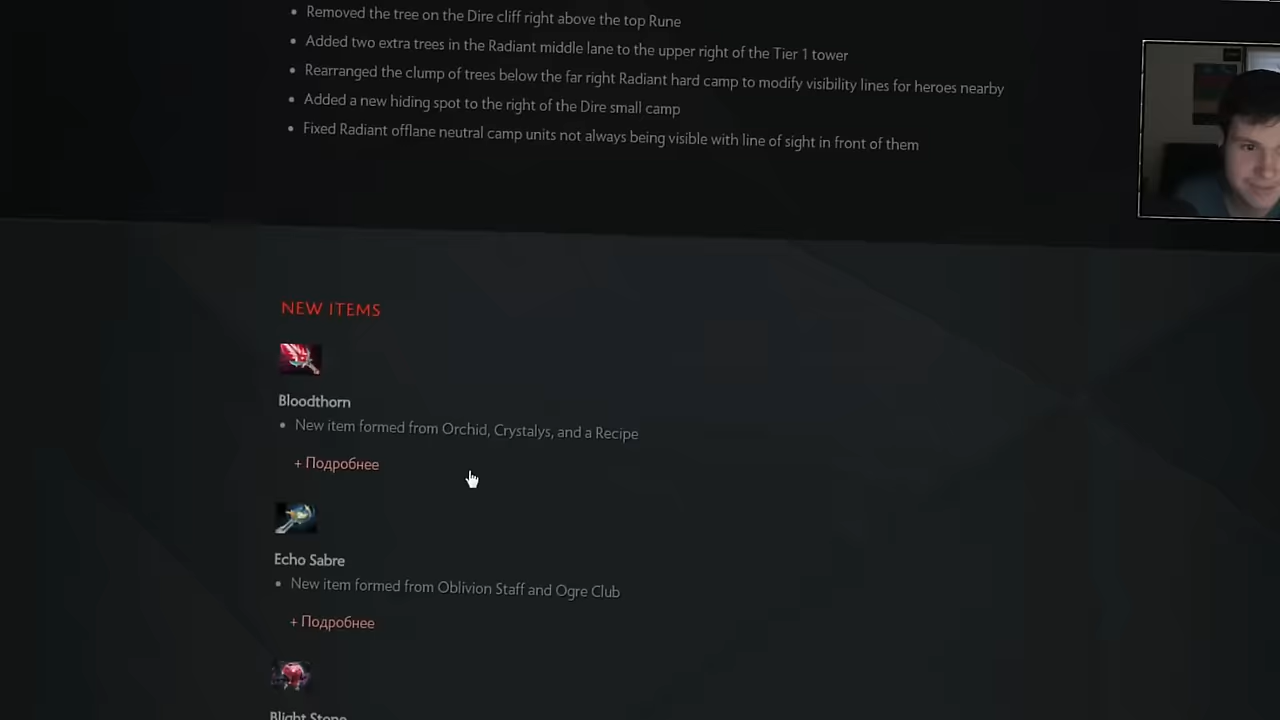 Removed the tree on the Dire cliff right above the top Rune
Added two extra trees in the Radiant middle lane to the upper right of the Tier 1 tower
Rearranged the clump of trees below the far right Radiant hard camp to modify visibility lines for heroes nearby
Added a new hiding spot to the right of the Dire small camp
Fixed Radiant offlane neutral camp units not always being visible with line of sight in front of them
NEW ITEMS
Bloodthorn
New item formed from Orchid, Crystalys, and a Recipe
+ Подробнее
Echo Sabre
New item formed from Oblivion Staff and Ogre Club
+ Подробнее
Blight Stone